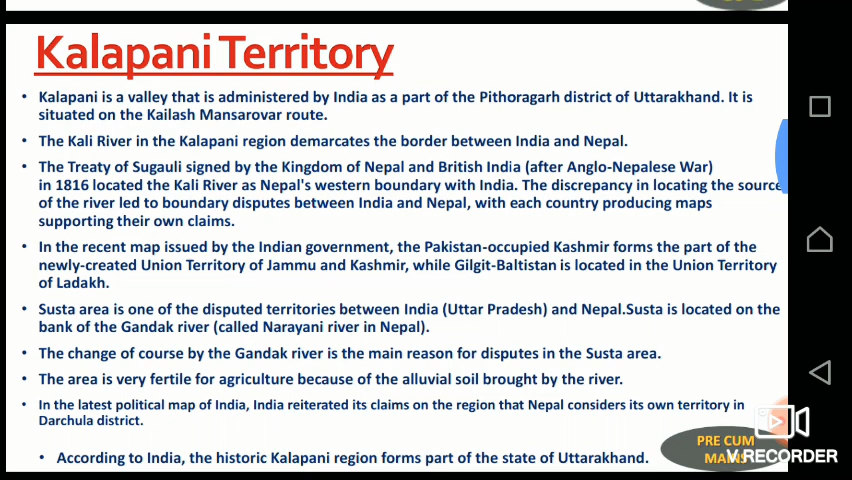 Kalapani Territory
• Kalapani is a valley that is administered by India as a part of the Pithoragarh district of Uttarakhand. It is
situated on the Kailash Mansarovar route.
• The Kali River in the Kalapani region demarcates the border between India and Nepal.
• The Treaty of Sugauli signed by the Kingdom of Nepal and British India (after Anglo-Nepalese War)
in 1816 located the Kali River as Nepal's western boundary with India. The discrepancy in locating the source
of the river led to boundary disputes between India and Nepal, with each country producing maps
supporting their own claims.
• In the recent map issued by the Indian government, the Pakistan-occupied Kashmir forms the part of the
newly-created Union Territory of Jammu and Kashmir, while Gilgit-Baltistan is located in the Union Territory
of Ladakh.
• Susta area is one of the disputed territories between India (Uttar Pradesh) and Nepal.Susta is located on the
bank of the Gandak river (called Narayani river in Nepal).
• The change of course by the Gandak river is the main reason for disputes in the Susta area.
• The area is very fertile for agriculture because of the alluvial soil brought by the river.
• In the latest political map of India, India reiterated its claims on the region that Nepal considers its own territory in
Darchula district.
• According to India, the historic Kalapani region forms part of the state of Uttarakhand.
PRE CUM
MAINS
V RECORDER